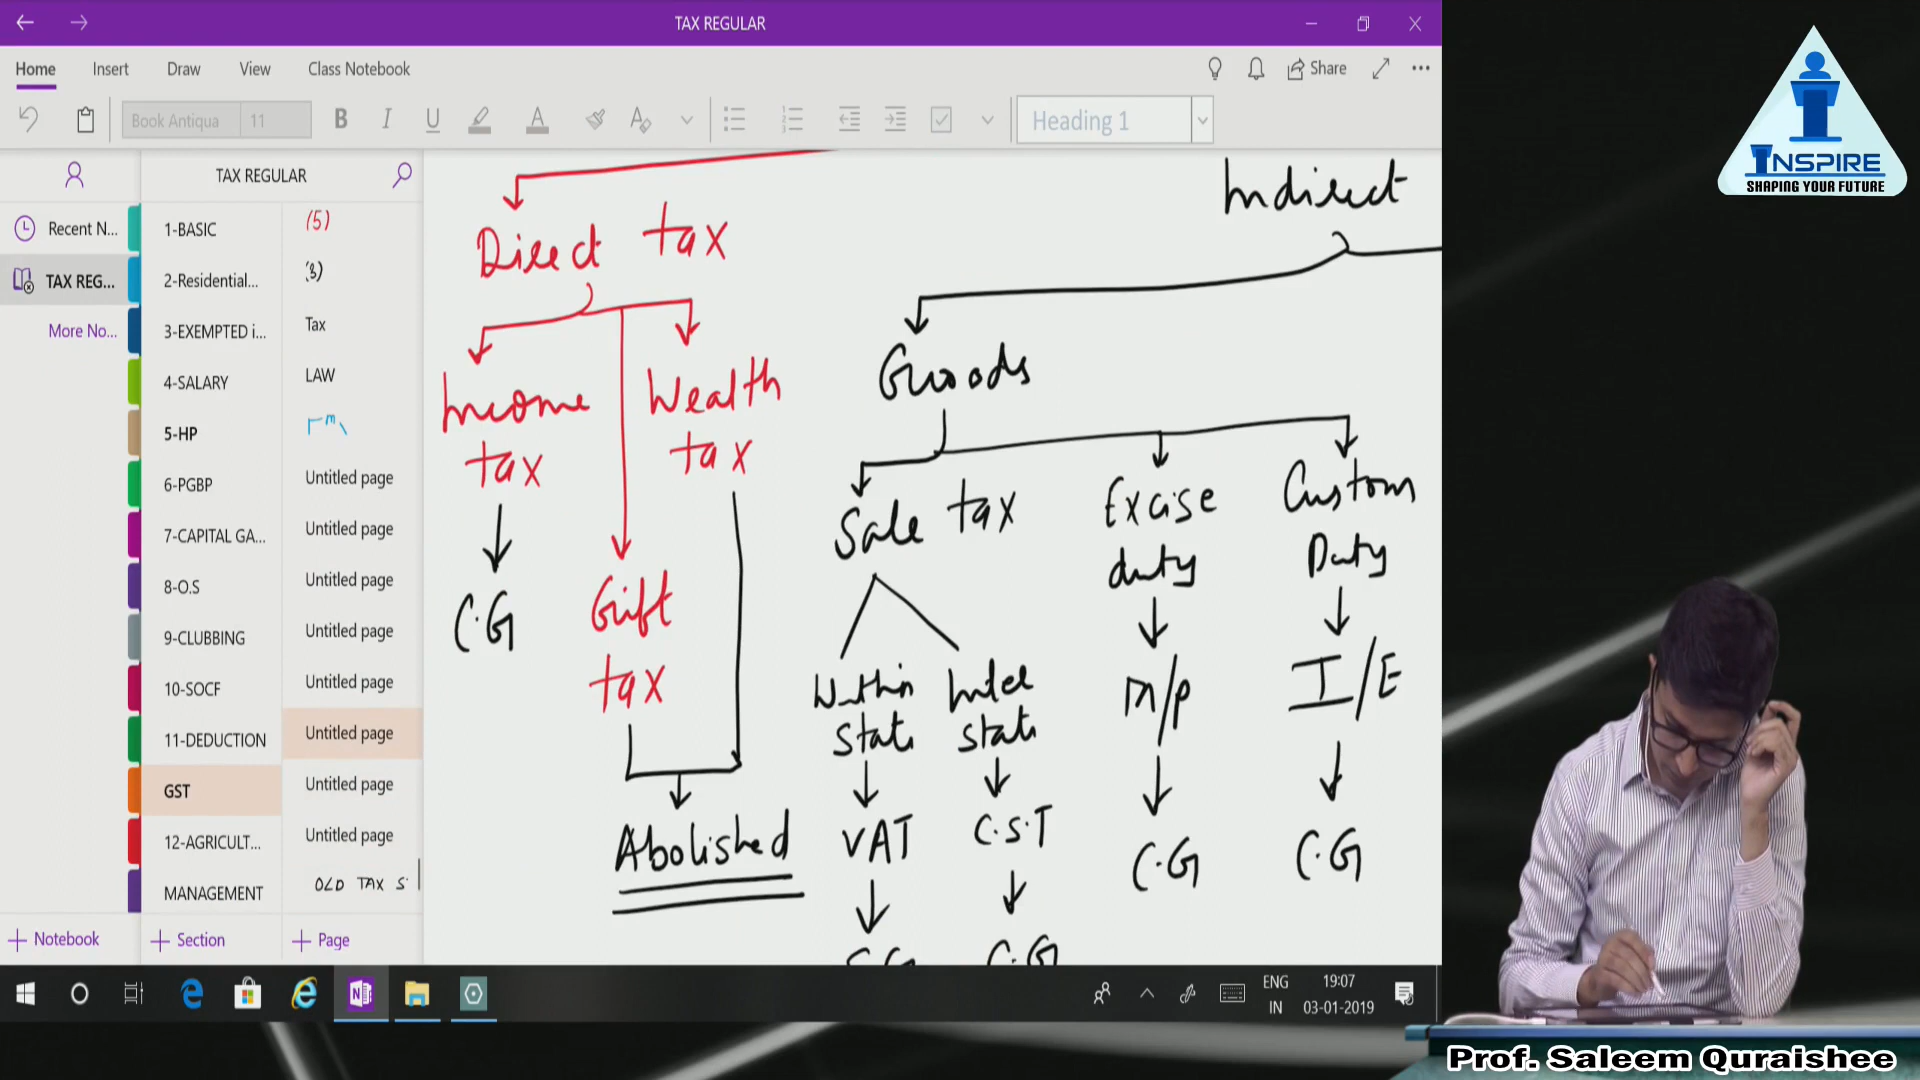 TAX REGULAR
Home Insert Draw View Class Notebook
Share
Book Antiqua 11 B I U A Heading 1
TAX REGULAR
Recent N...
TAX REG...
More No...
1-BASIC
2-Residential...
3-EXEMPTED i...
4-SALARY
5-HP
6-PGBP
7-CAPITAL GA...
8-O.S
9-CLUBBING
10-SOCF
11-DEDUCTION
GST
12-AGRICULT...
MANAGEMENT
(5)
(3)
Tax
LAW
Untitled page
Untitled page
Untitled page
Untitled page
Untitled page
Untitled page
Untitled page
Untitled page
OLD TAX S
+ Notebook
+ Section
+ Page
Direct tax
Indirect
Income tax
Wealth tax
Goods
Sale tax
Excise duty
Custom Duty
C.G
Gift tax
Within state
Inter state
M/P
I/E
Abolished
VAT
C.S.T
C.G
C.G
C.G
ENG
IN
19:07
03-01-2019
INSPIRE
SHAPING YOUR FUTURE
Prof. Saleem Quraishee